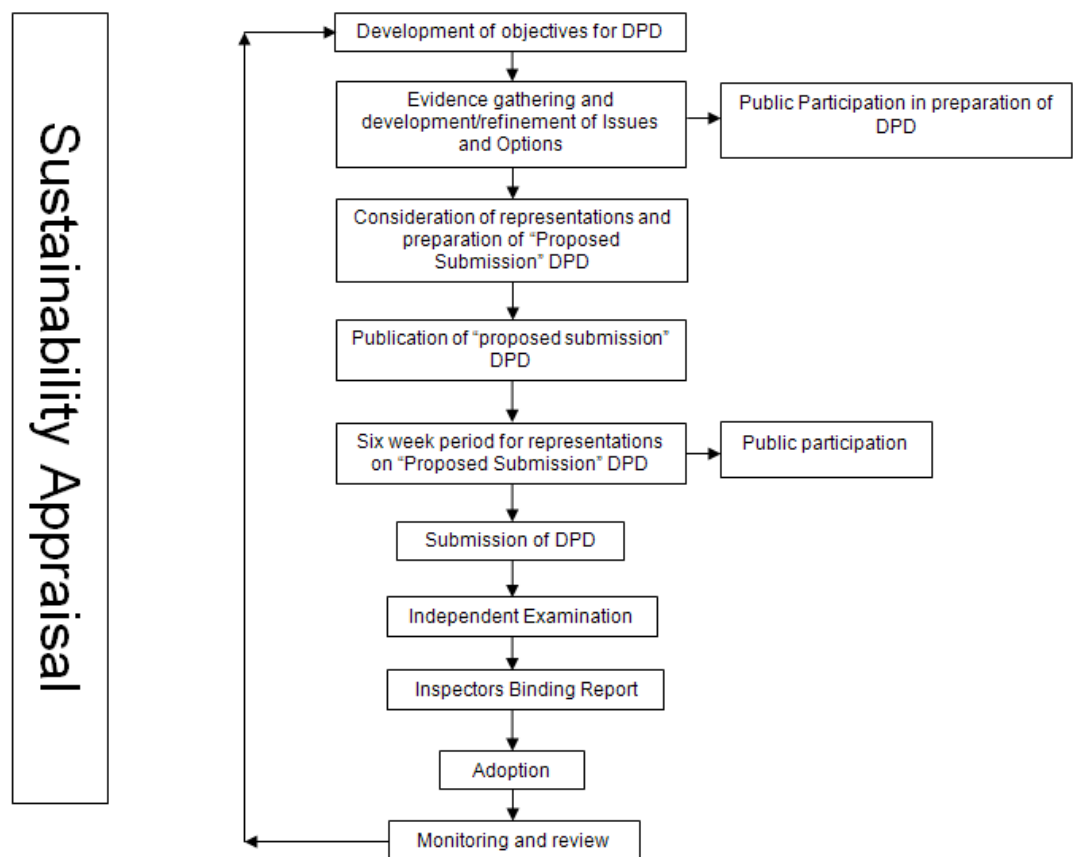 Sustainability Appraisal
Development of objectives for DPD
Evidence gathering and
development/refinement of Issues
and Options
Public Participation in preparation of
DPD
Consideration of representations and
preparation of “Proposed
Submission” DPD
Publication of “proposed submission”
DPD
Six week period for representations
on “Proposed Submission” DPD
Public participation
Submission of DPD
Independent Examination
Inspectors Binding Report
Adoption
Monitoring and review